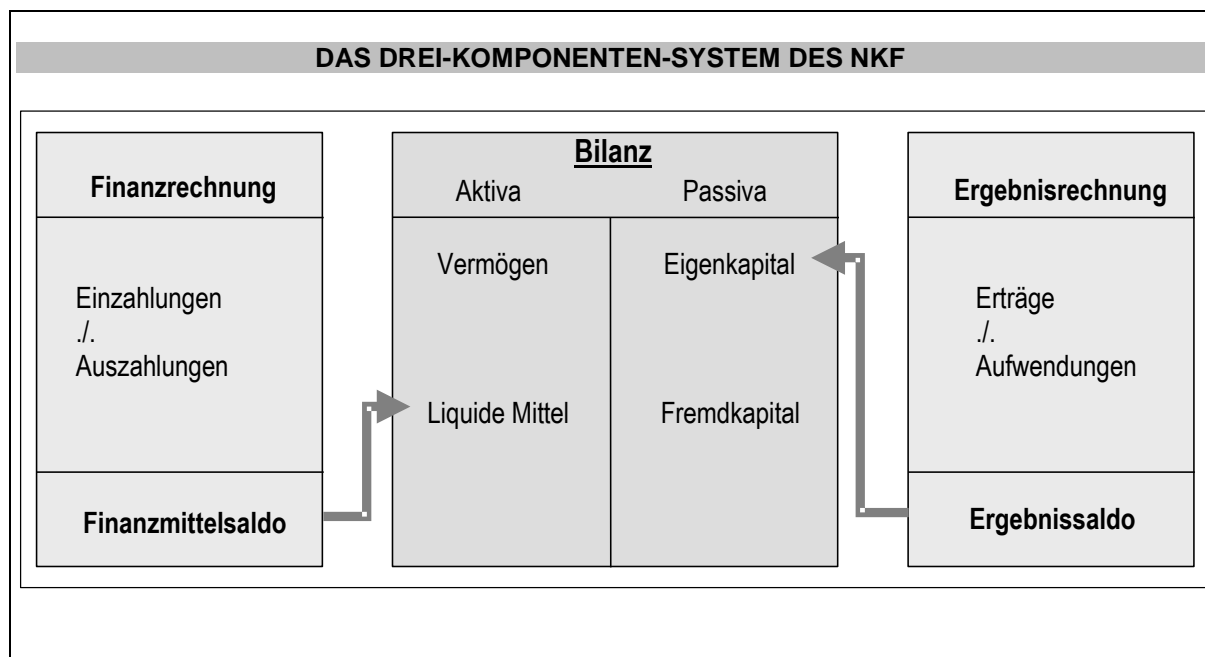 DAS DREI-KOMPONENTEN-SYSTEM DES NKF
Finanzrechnung
Einzahlungen
./.
Auszahlungen
Finanzmittelsaldo
Bilanz
Aktiva Passiva
Vermögen Eigenkapital
Liquide Mittel Fremdkapital
Ergebnisrechnung
Erträge
./.
Aufwendungen
Ergebnissaldo